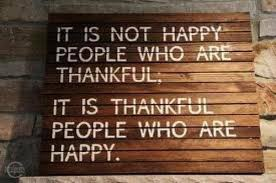 IT IS NOT HAPPY
PEOPLE WHO ARE
THANKFUL;
IT IS THANKFUL
PEOPLE WHO ARE
HAPPY.